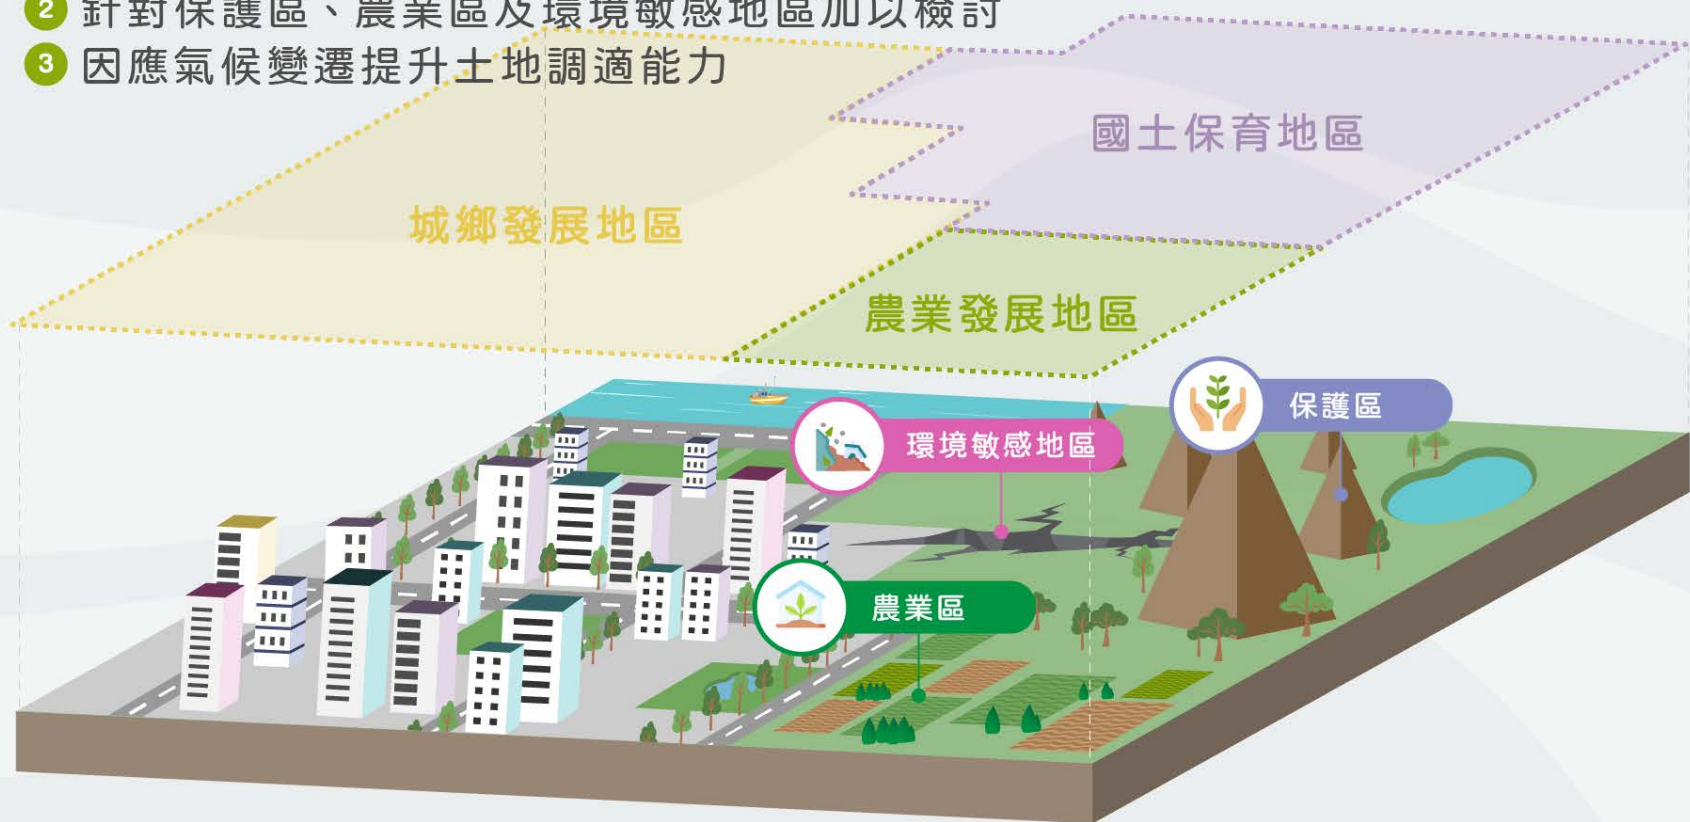 2 針對保護區、農業區及環境敏感地區加以檢討
3 因應氣候變遷提升土地調適能力
國土保育地區
城鄉發展地區
農業發展地區
保護區
環境敏感地區
農業區